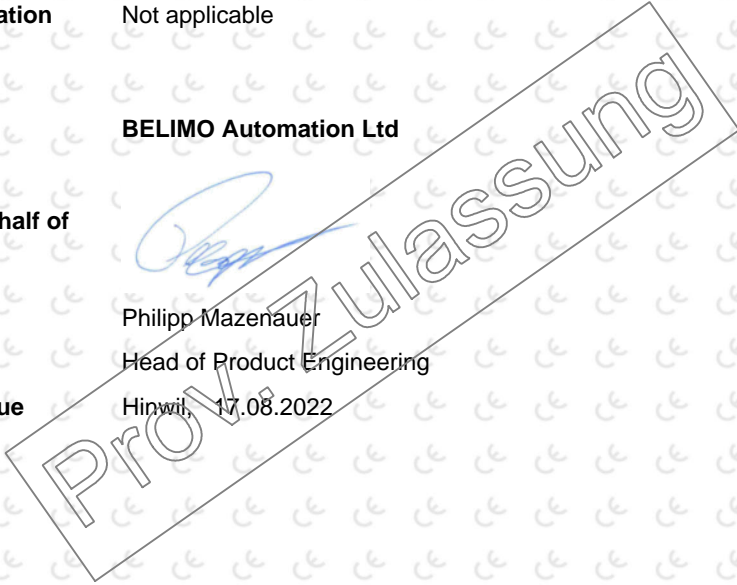 ation Not applicable
BELIMO Automation Ltd
half of
Philipp Mazenauer
Head of Product Engineering
ue Hinwil, 17.08.2022
Prov. Zulassung